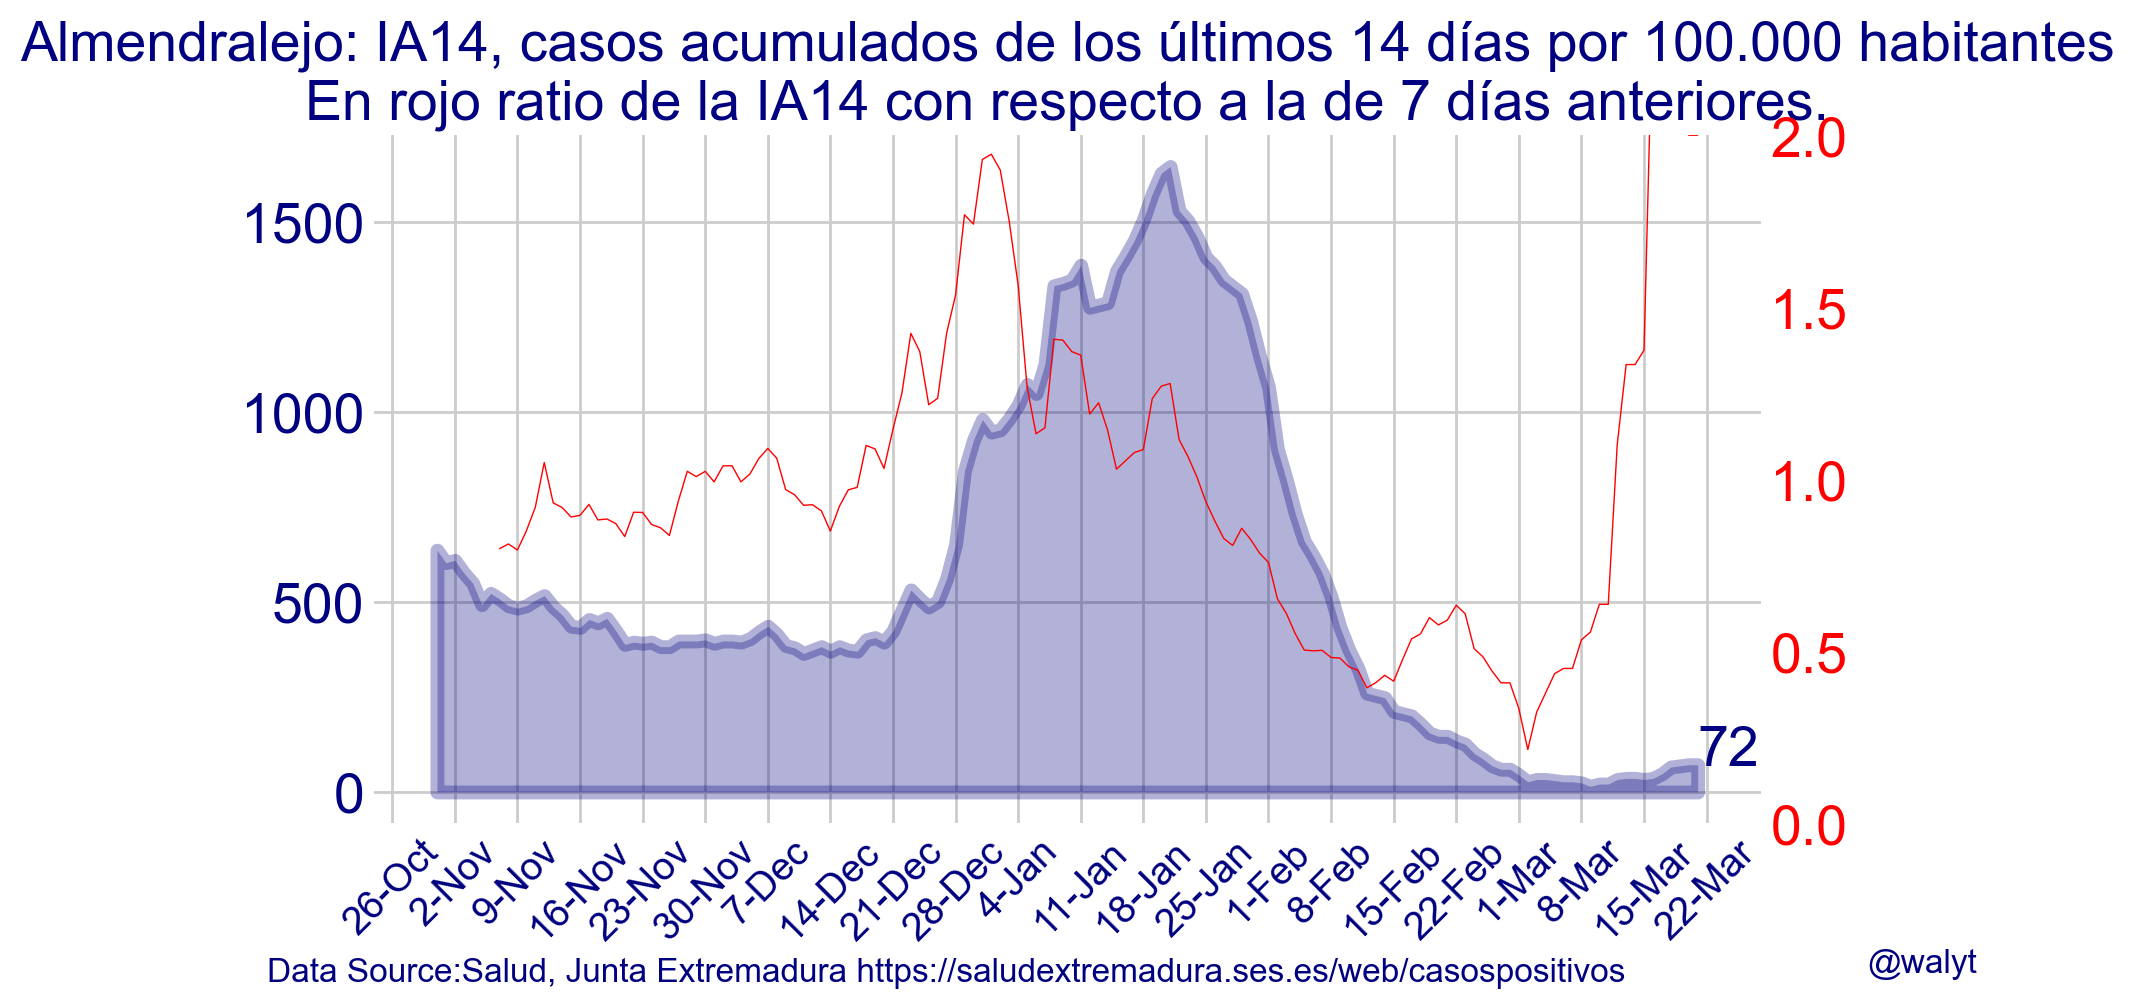 Almendralejo: IA14, casos acumulados de los últimos 14 días por 100.000 habitantes
En rojo ratio de la IA14 con respecto a la de 7 días anteriores.
2.0
1500
1.5
1000
1.0
500
0.5
72
0
0.0
26-Oct
2-Nov
9-Nov
16-Nov
23-Nov
30-Nov
7-Dec
14-Dec
21-Dec
28-Dec
4-Jan
11-Jan
18-Jan
25-Jan
1-Feb
8-Feb
15-Feb
22-Feb
1-Mar
8-Mar
15-Mar
22-Mar
Data Source:Salud, Junta Extremadura https://saludextremadura.ses.es/web/casospositivos
@walyt